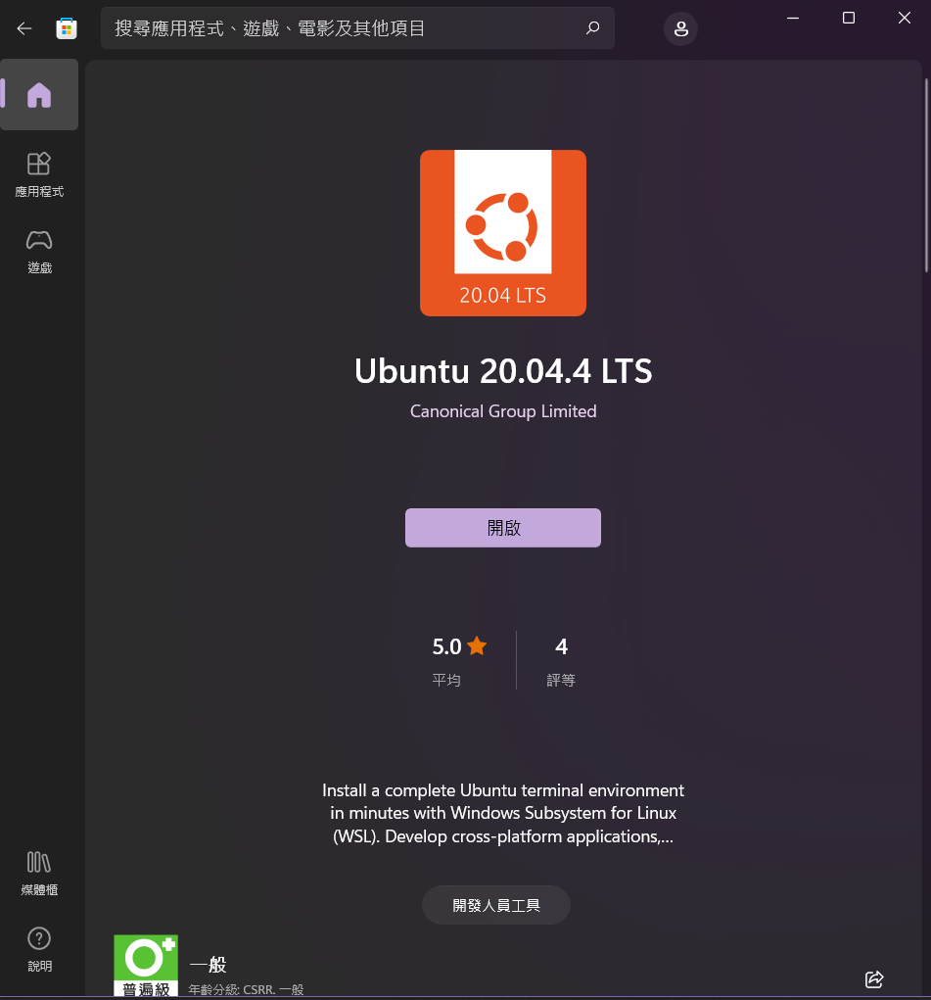 搜尋應用程式、遊戲、電影及其他項目
應用程式
遊戲
20.04 LTS
Ubuntu 20.04.4 LTS
Canonical Group Limited
開啟
5.0
4
平均
評等
Install a complete Ubuntu terminal environment
in minutes with Windows Subsystem for Linux
(WSL). Develop cross-platform applications,...
開發人員工具
媒體櫃
說明
普遍級
一般
年齡分級: CSRR. 一般